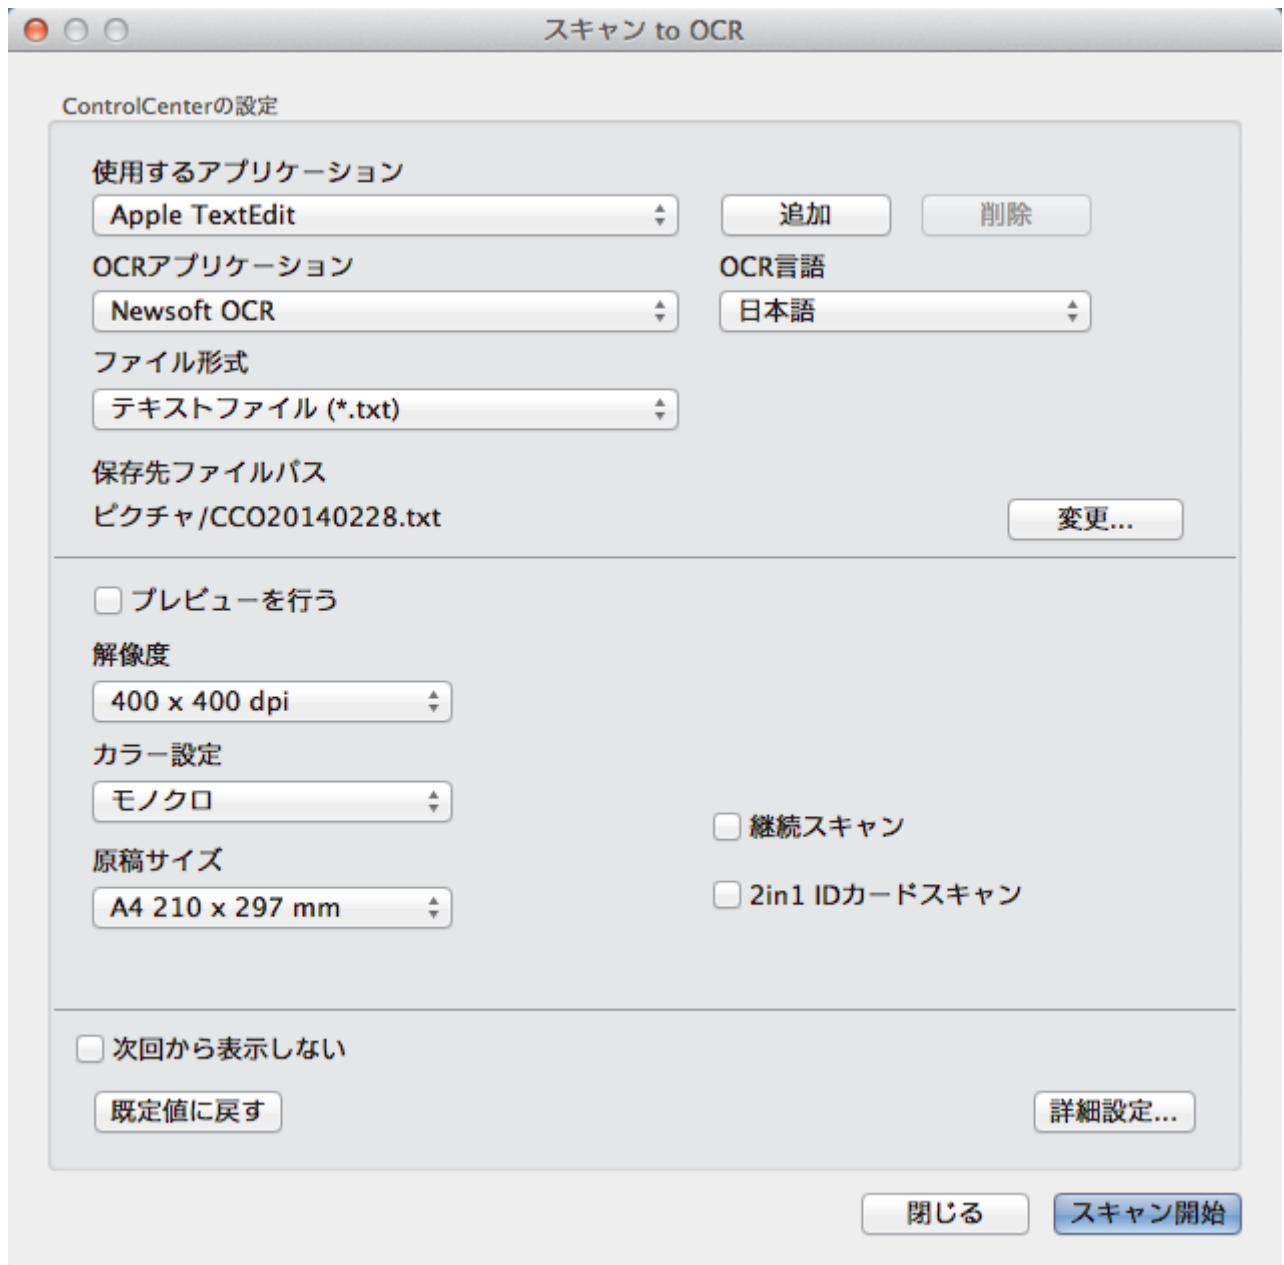 スキャン to OCR
ControlCenterの設定
使用するアプリケーション
Apple TextEdit
追加
削除
OCRアプリケーション
OCR言語
Newsoft OCR
日本語
ファイル形式
テキストファイル (*.txt)
保存先ファイルパス
ピクチャ/CCO20140228.txt
変更...
プレビューを行う
解像度
400 x 400 dpi
カラー設定
モノクロ
継続スキャン
原稿サイズ
A4 210 x 297 mm
2in1 IDカードスキャン
次回から表示しない
既定値に戻す
詳細設定...
閉じる
スキャン開始